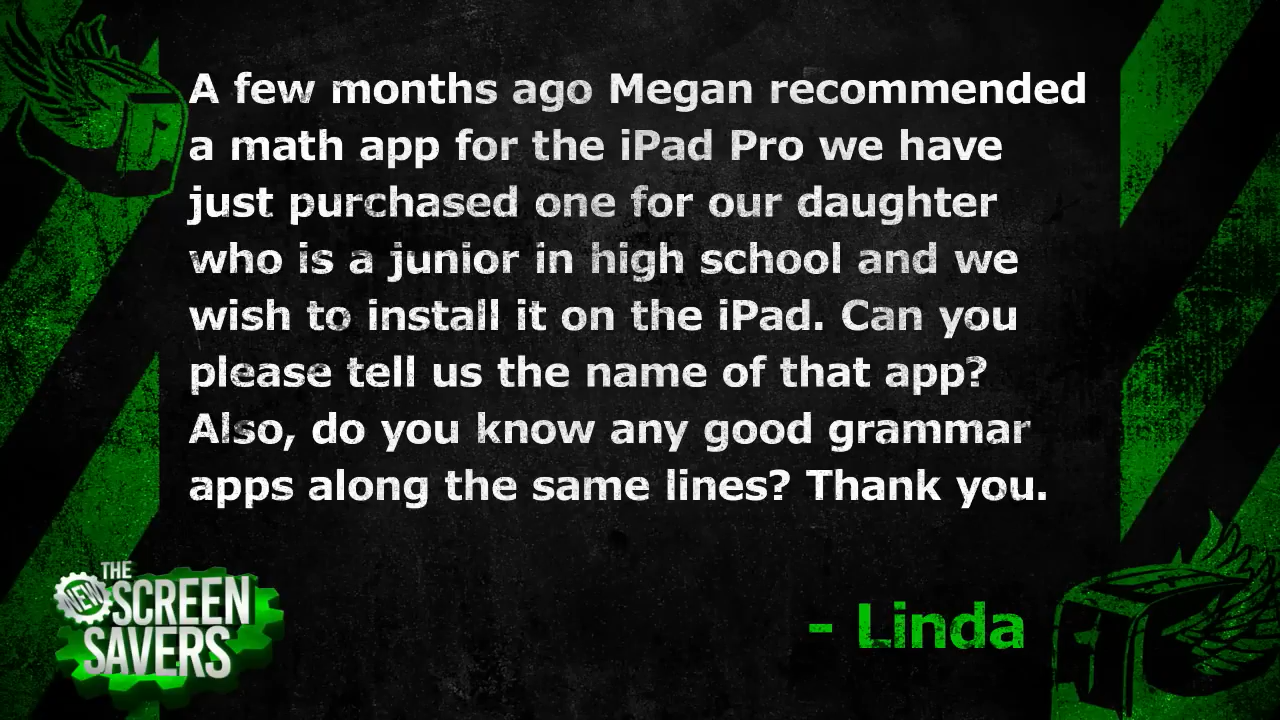 A few months ago Megan recommended
a math app for the iPad Pro we have
just purchased one for our daughter
who is a junior in high school and we
wish to install it on the iPad. Can you
please tell us the name of that app?
Also, do you know any good grammar
apps along the same lines? Thank you.
- Linda
THE
NEW
SCREEN
SAVERS